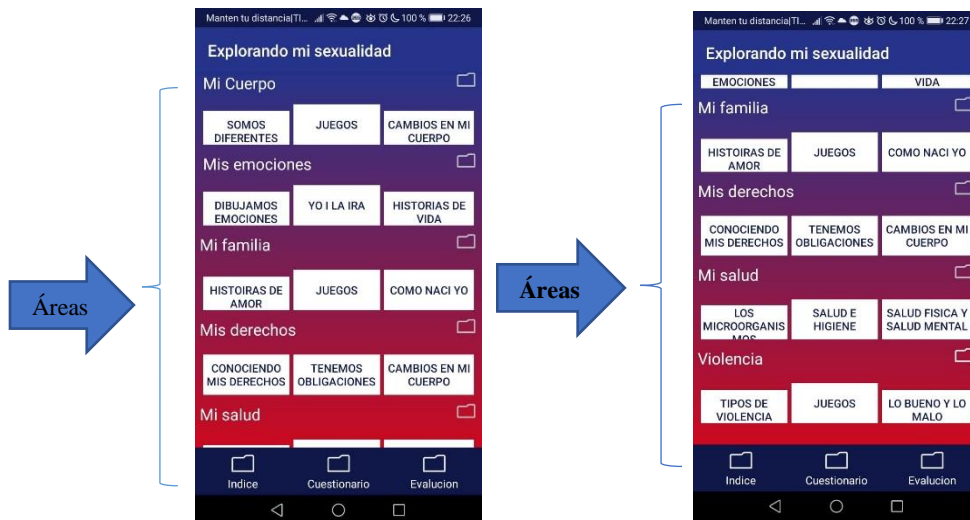 Áreas
Manten tu distancia|TI... 100 % 22:26
Explorando mi sexualidad
Mi Cuerpo
SOMOS DIFERENTES
JUEGOS
CAMBIOS EN MI CUERPO
Mis emociones
DIBUJAMOS EMOCIONES
YO I LA IRA
HISTORIAS DE VIDA
Mi familia
HISTOIRAS DE AMOR
JUEGOS
COMO NACI YO
Mis derechos
CONOCIENDO MIS DERECHOS
TENEMOS OBLIGACIONES
CAMBIOS EN MI CUERPO
Mi salud
Indice
Cuestionario
Evalucion
Áreas
Manten tu distancia|TI... 100 % 22:27
Explorando mi sexualidad
EMOCIONES
VIDA
Mi familia
HISTOIRAS DE AMOR
JUEGOS
COMO NACI YO
Mis derechos
CONOCIENDO MIS DERECHOS
TENEMOS OBLIGACIONES
CAMBIOS EN MI CUERPO
Mi salud
LOS MICROORGANIS MOS
SALUD E HIGIENE
SALUD FISICA Y SALUD MENTAL
Violencia
TIPOS DE VIOLENCIA
JUEGOS
LO BUENO Y LO MALO
Indice
Cuestionario
Evalucion